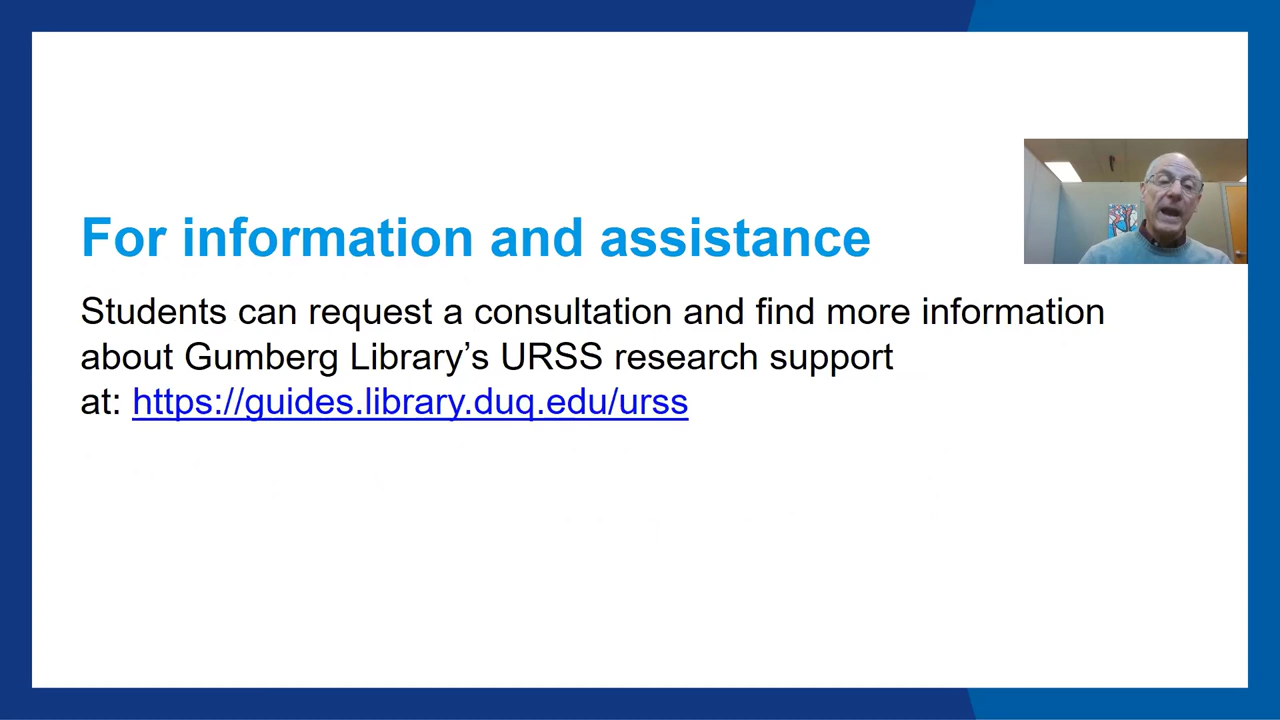 For information and assistance
Students can request a consultation and find more information
about Gumberg Library’s URSS research support
at: https://guides.library.duq.edu/urss